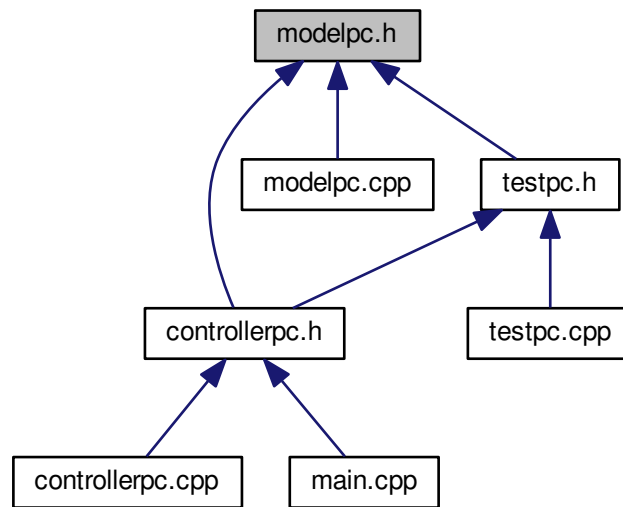 modelpc.h
modelpc.cpp
testpc.h
controllerpc.h
testpc.cpp
controllerpc.cpp
main.cpp